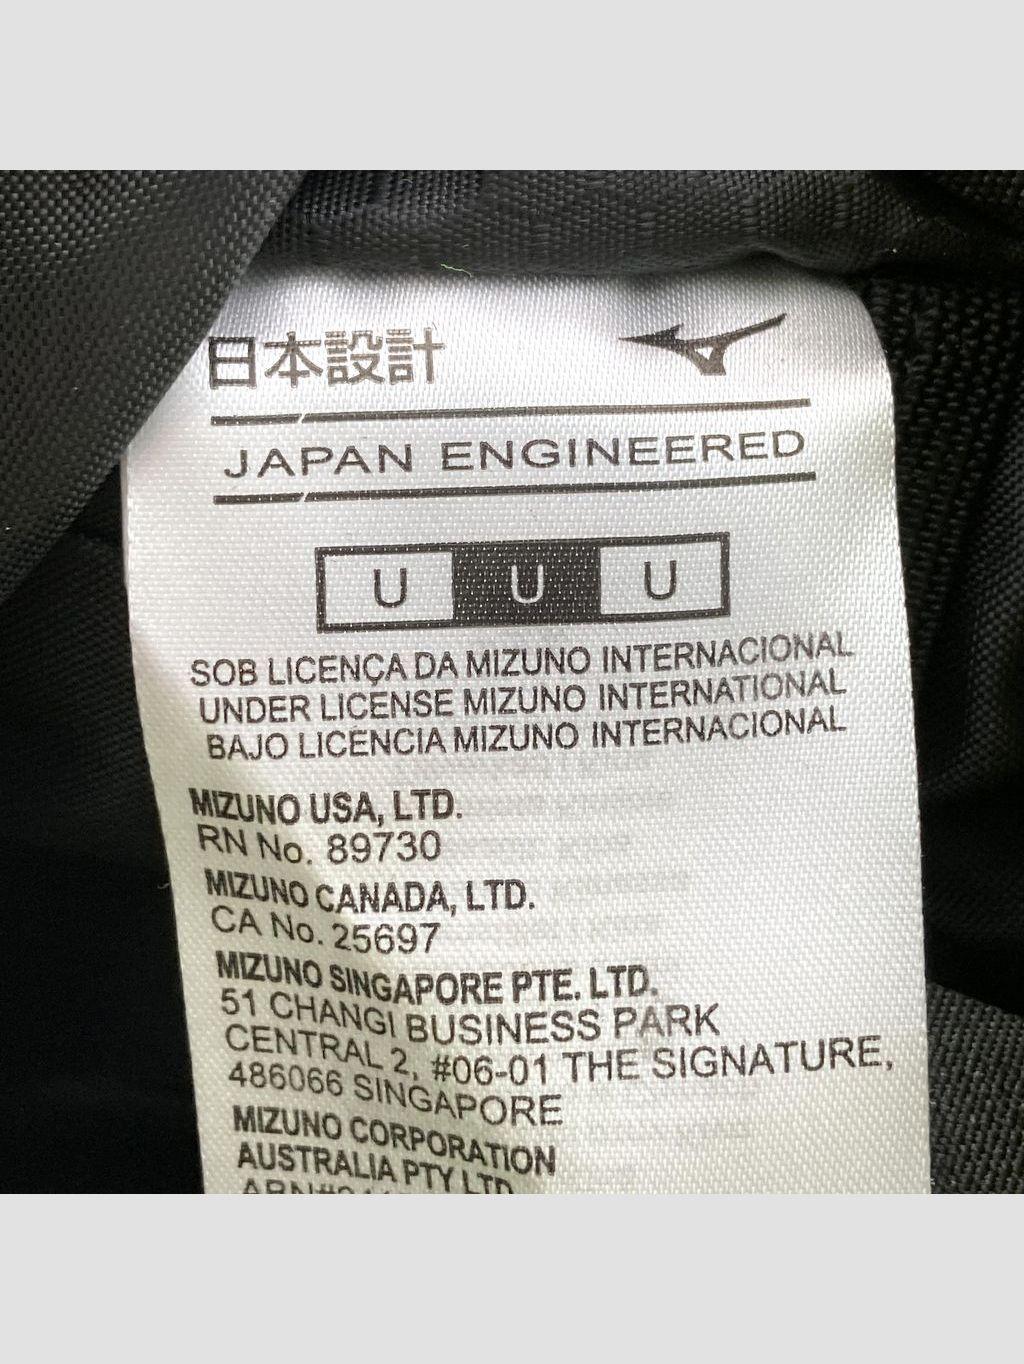 日本設計
JAPAN ENGINEERED
U U U
SOB LICENÇA DA MIZUNO INTERNACIONAL
UNDER LICENSE MIZUNO INTERNATIONAL
BAJO LICENCIA MIZUNO INTERNACIONAL
MIZUNO USA, LTD.
RN No. 89730
MIZUNO CANADA, LTD.
CA No. 25697
MIZUNO SINGAPORE PTE. LTD.
51 CHANGI BUSINESS PARK
CENTRAL 2, #06-01 THE SIGNATURE,
486066 SINGAPORE
MIZUNO CORPORATION
AUSTRALIA PTY LTD